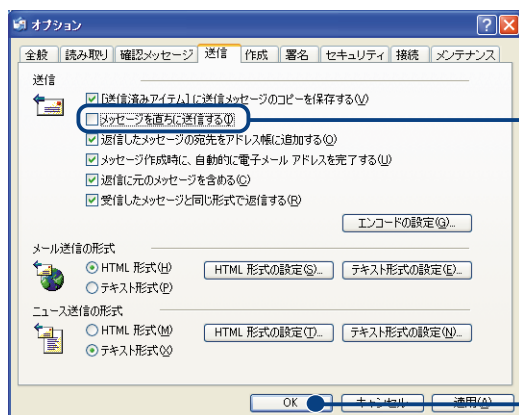 オプション
全般 読み取り 確認メッセージ 送信 作成 署名 セキュリティ 接続 メンテナンス
送信
[送信済みアイテム]に送信メッセージのコピーを保存する(V)
メッセージを直ちに送信する(I)
返信したメッセージの宛先をアドレス帳に追加する(O)
メッセージ作成時に、自動的に電子メール アドレスを完了する(U)
返信に元のメッセージを含める(C)
受信したメッセージと同じ形式で返信する(R)
エンコードの設定(G)...
メール送信の形式
HTML 形式(H) HTML 形式の設定(S)... テキスト形式の設定(E)...
テキスト形式(P)
ニュース送信の形式
HTML 形式(M) HTML 形式の設定(T)... テキスト形式の設定(N)...
テキスト形式(X)
OK キャンセル 適用(A)